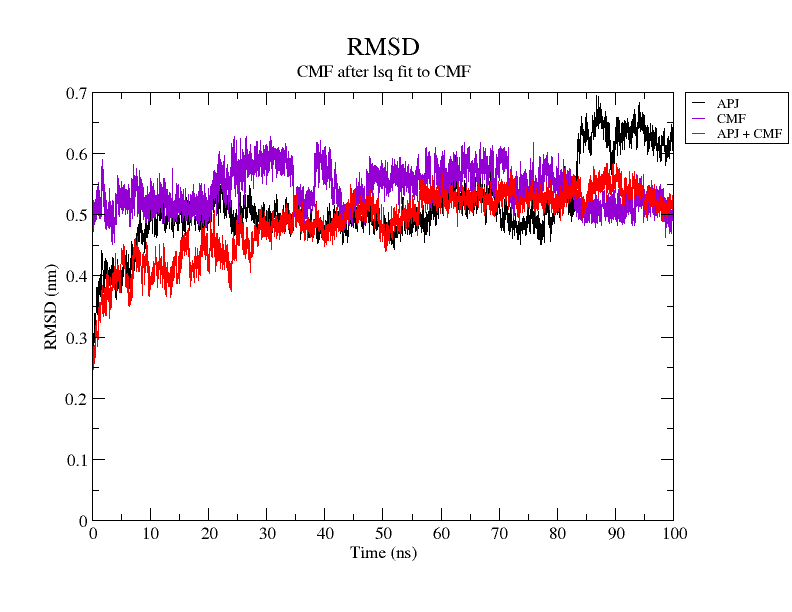 RMSD
CMF after lsq fit to CMF
APJ
CMF
APJ + CMF
RMSD (nm)
0.7
0.6
0.5
0.4
0.3
0.2
0.1
0
0 10 20 30 40 50 60 70 80 90 100
Time (ns)